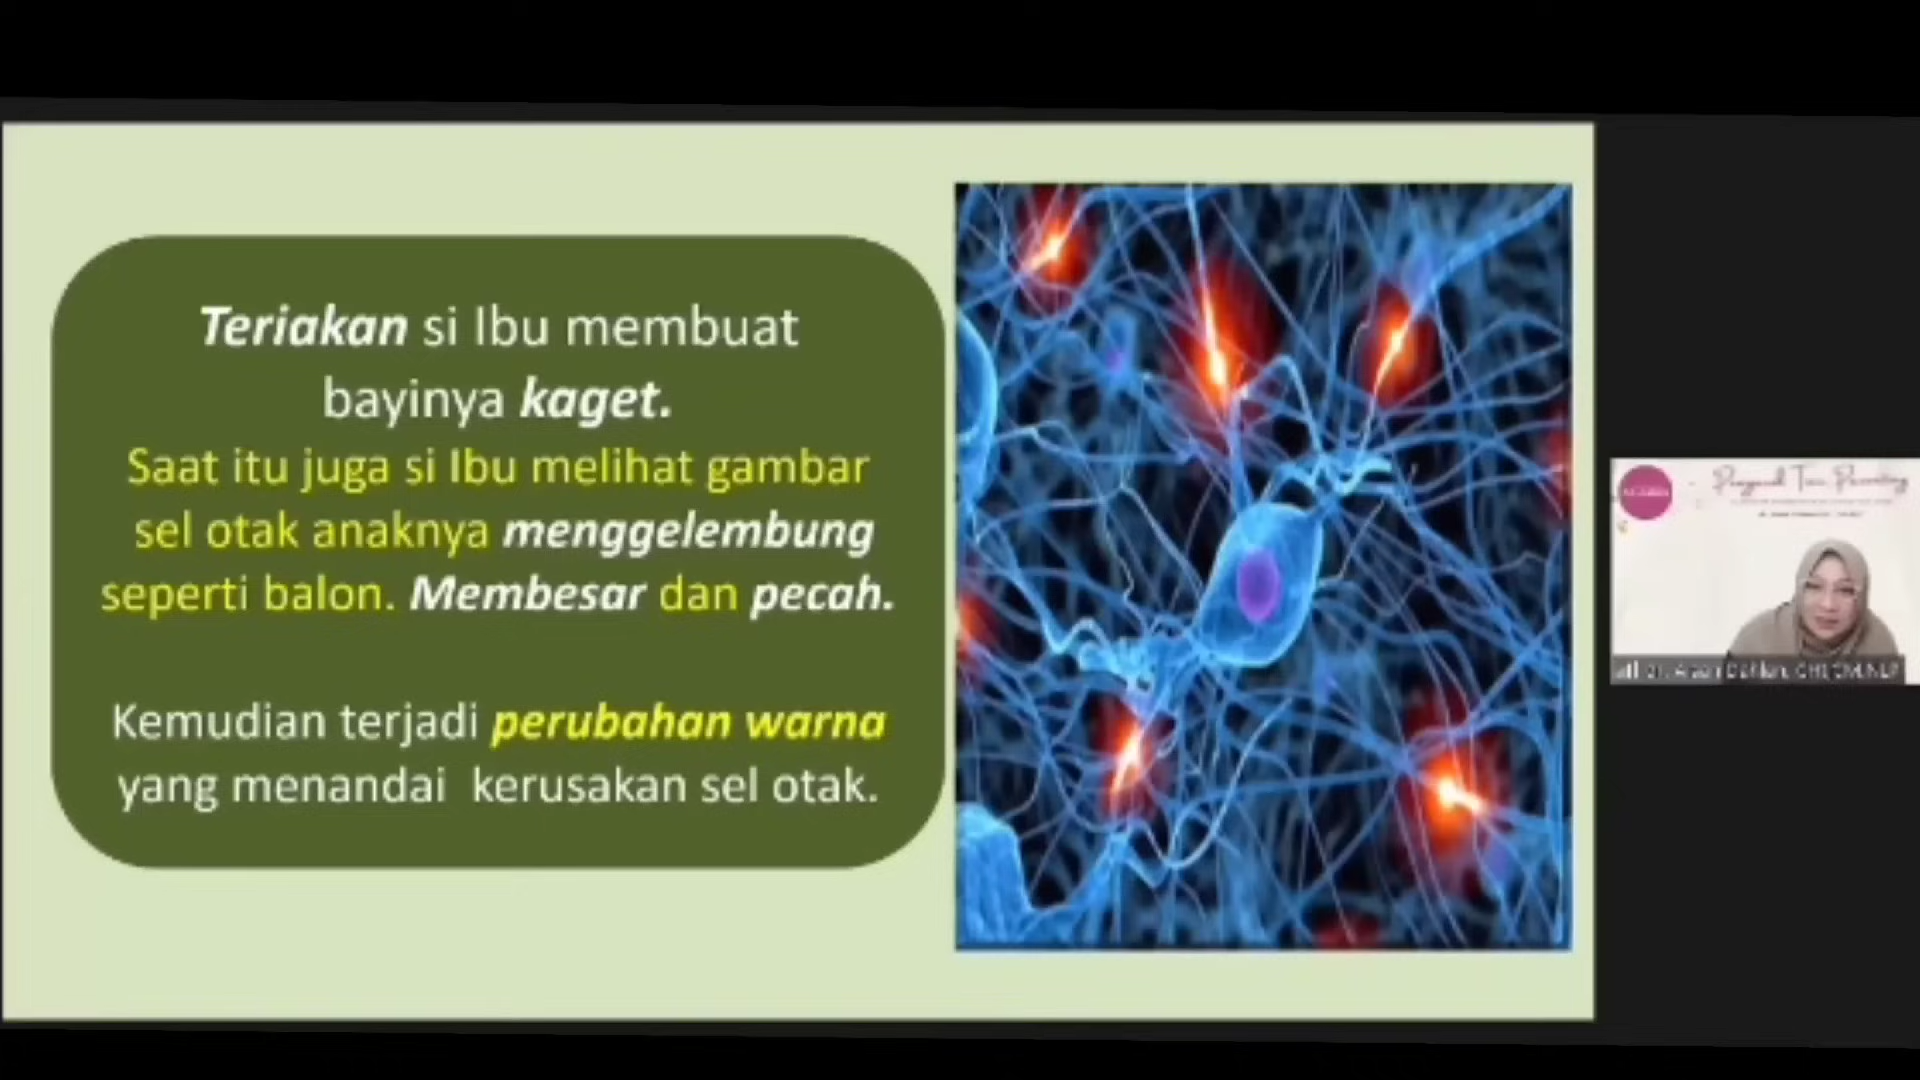 Teriakan si Ibu membuat
bayinya kaget.
Saat itu juga si Ibu melihat gambar
sel otak anaknya menggelembung
seperti balon. Membesar dan pecah.
Kemudian terjadi perubahan warna
yang menandai kerusakan sel otak.